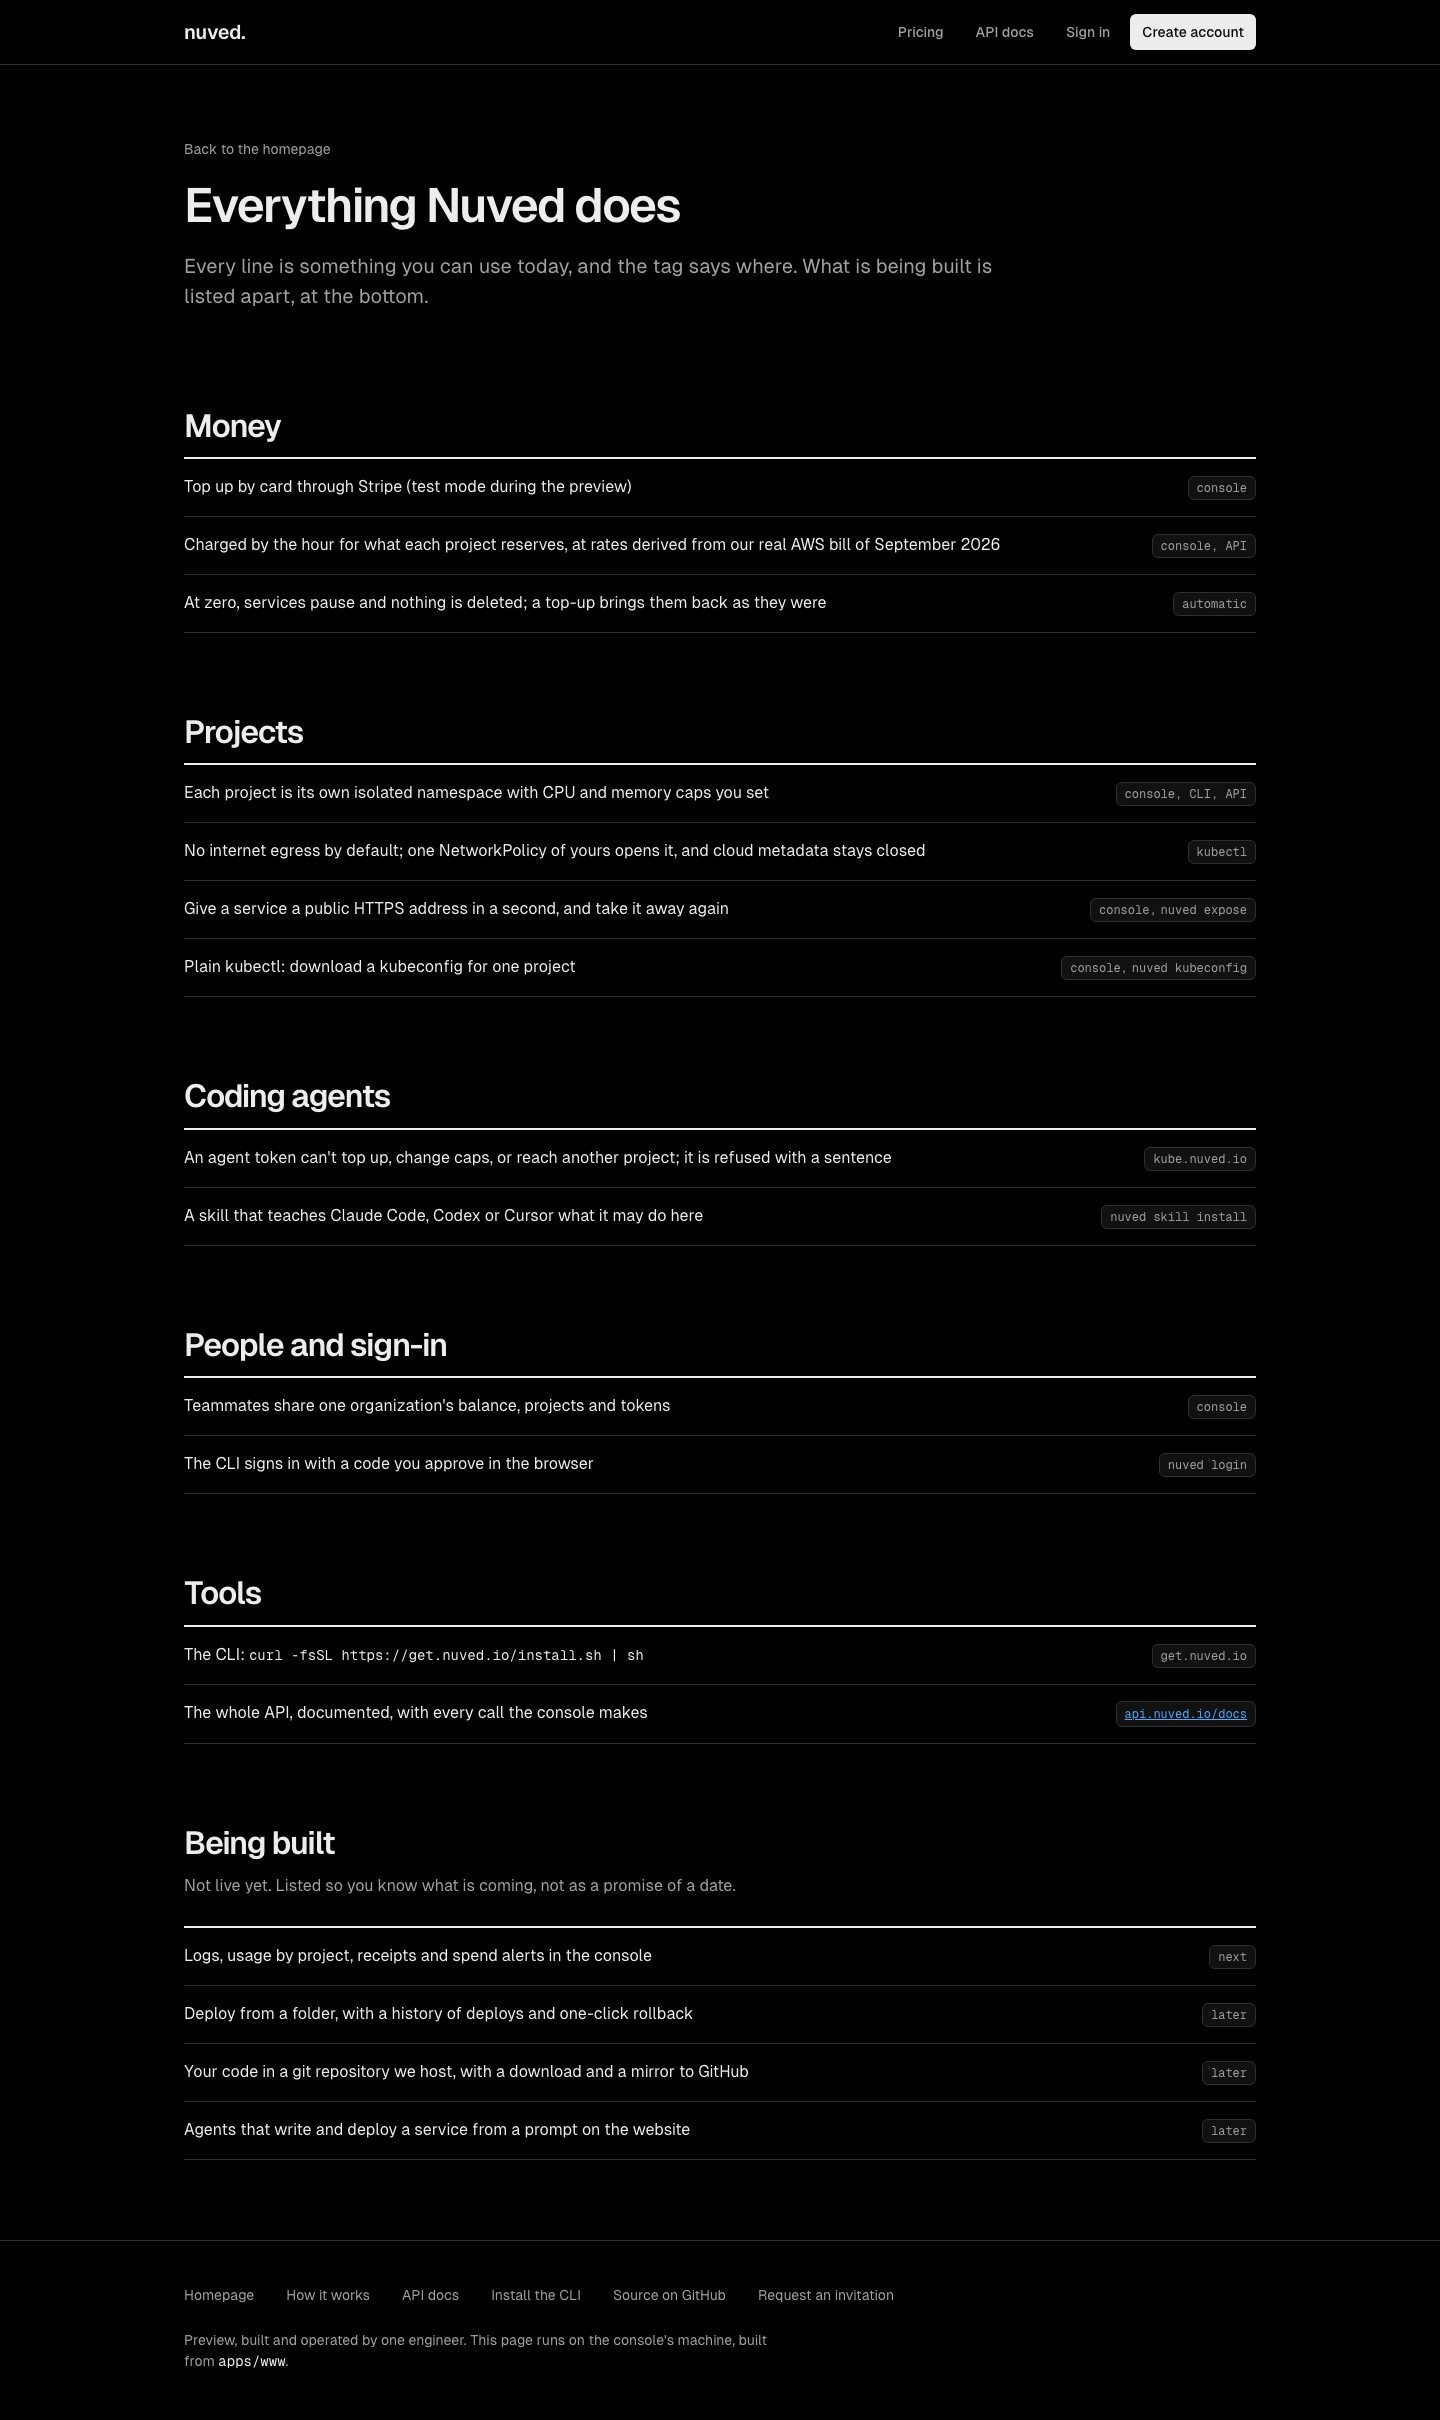 nuved.
Pricing
API docs
Sign in
Create account
Back to the homepage
Everything Nuved does
Every line is something you can use today, and the tag says where. What is being built is
listed apart, at the bottom.
Money
Top up by card through Stripe (test mode during the preview)
console
Charged by the hour for what each project reserves, at rates derived from our real AWS bill of September 2026
console, API
At zero, services pause and nothing is deleted; a top-up brings them back as they were
automatic
Projects
Each project is its own isolated namespace with CPU and memory caps you set
console, CLI, API
No internet egress by default; one NetworkPolicy of yours opens it, and cloud metadata stays closed
kubectl
Give a service a public HTTPS address in a second, and take it away again
console, nuved expose
Plain kubectl: download a kubeconfig for one project
console, nuved kubeconfig
Coding agents
An agent token can't top up, change caps, or reach another project; it is refused with a sentence
kube.nuved.io
A skill that teaches Claude Code, Codex or Cursor what it may do here
nuved skill install
People and sign-in
Teammates share one organization's balance, projects and tokens
console
The CLI signs in with a code you approve in the browser
nuved login
Tools
The CLI: curl -fsSL https://get.nuved.io/install.sh | sh
get.nuved.io
The whole API, documented, with every call the console makes
api.nuved.io/docs
Being built
Not live yet. Listed so you know what is coming, not as a promise of a date.
Logs, usage by project, receipts and spend alerts in the console
next
Deploy from a folder, with a history of deploys and one-click rollback
later
Your code in a git repository we host, with a download and a mirror to GitHub
later
Agents that write and deploy a service from a prompt on the website
later
Homepage
How it works
API docs
Install the CLI
Source on GitHub
Request an invitation
Preview, built and operated by one engineer. This page runs on the console's machine, built
from apps/www.